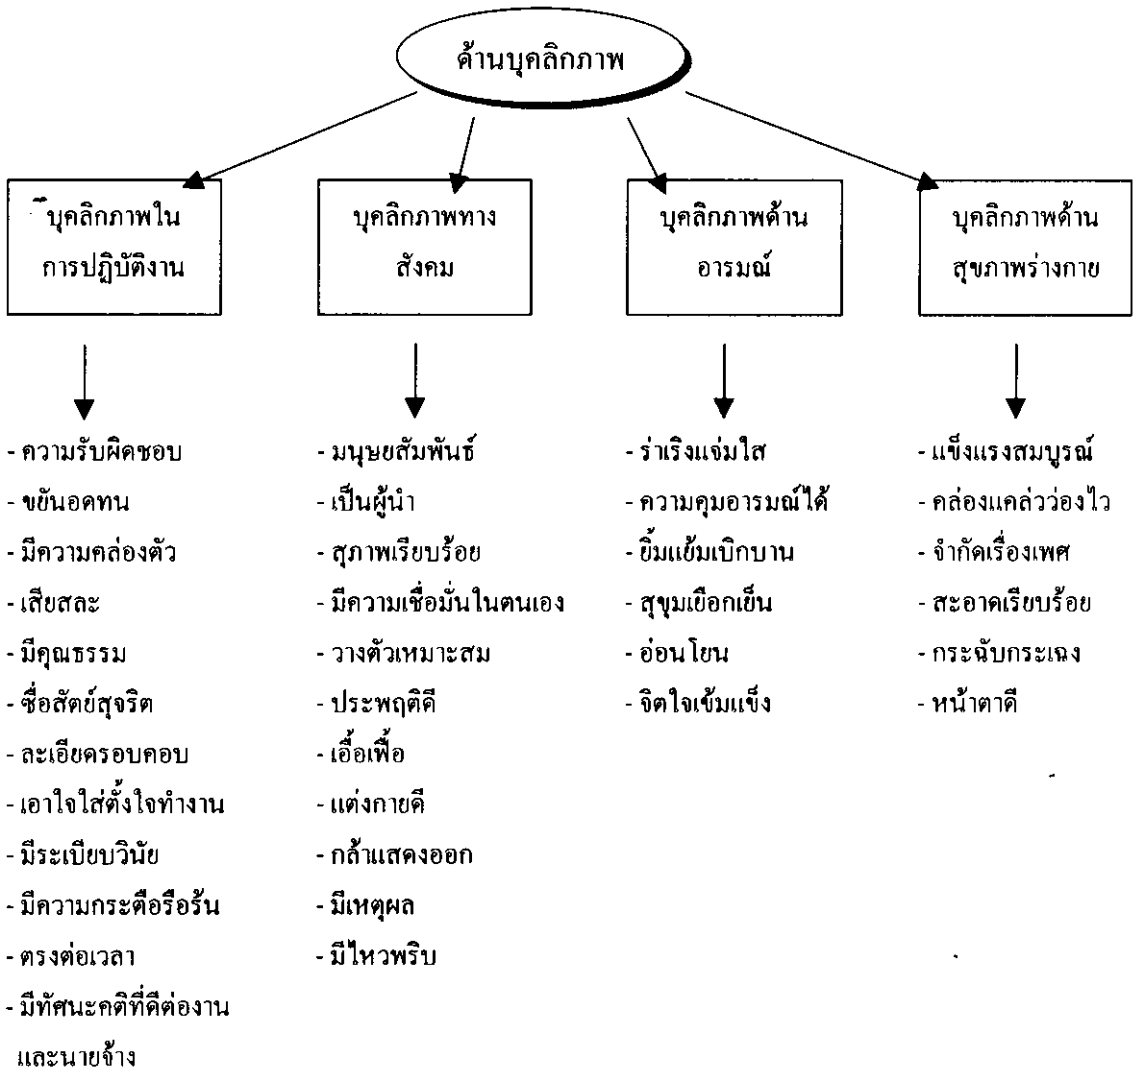 ด้านบุคลิกภาพ
บุคลิกภาพใน
การปฏิบัติงาน
บุคลิกภาพทาง
สังคม
บุคลิกภาพด้าน
อารมณ์
บุคลิกภาพด้าน
สุขภาพร่างกาย
- ความรับผิดชอบ
- ขยันอดทน
- มีความคล่องตัว
- เสียสละ
- มีคุณธรรม
- ซื่อสัตย์สุจริต
- ละเอียดรอบคอบ
- เอาใจใส่ตั้งใจทำงาน
- มีระเบียบวินัย
- มีความกระตือรือร้น
- ตรงต่อเวลา
- มีทัศนะคติที่ดีต่องาน
และนายจ้าง
- มนุษยสัมพันธ์
- เป็นผู้นำ
- สุภาพเรียบร้อย
- มีความเชื่อมั่นในตนเอง
- วางตัวเหมาะสม
- ประพฤติดี
- เอื้อเฟื้อ
- แต่งกายดี
- กล้าแสดงออก
- มีเหตุผล
- มีไหวพริบ
- ร่าเริงแจ่มใส
- ความคุมอารมณ์ได้
- ยิ้มแย้มเบิกบาน
- สุขุมเยือกเย็น
- อ่อนโยน
- จิตใจเข้มแข็ง
- แข็งแรงสมบูรณ์
- คล่องแคล่วว่องไว
- จำกัดเรื่องเพศ
- สะอาดเรียบร้อย
- กระฉับกระเฉง
- หน้าตาดี